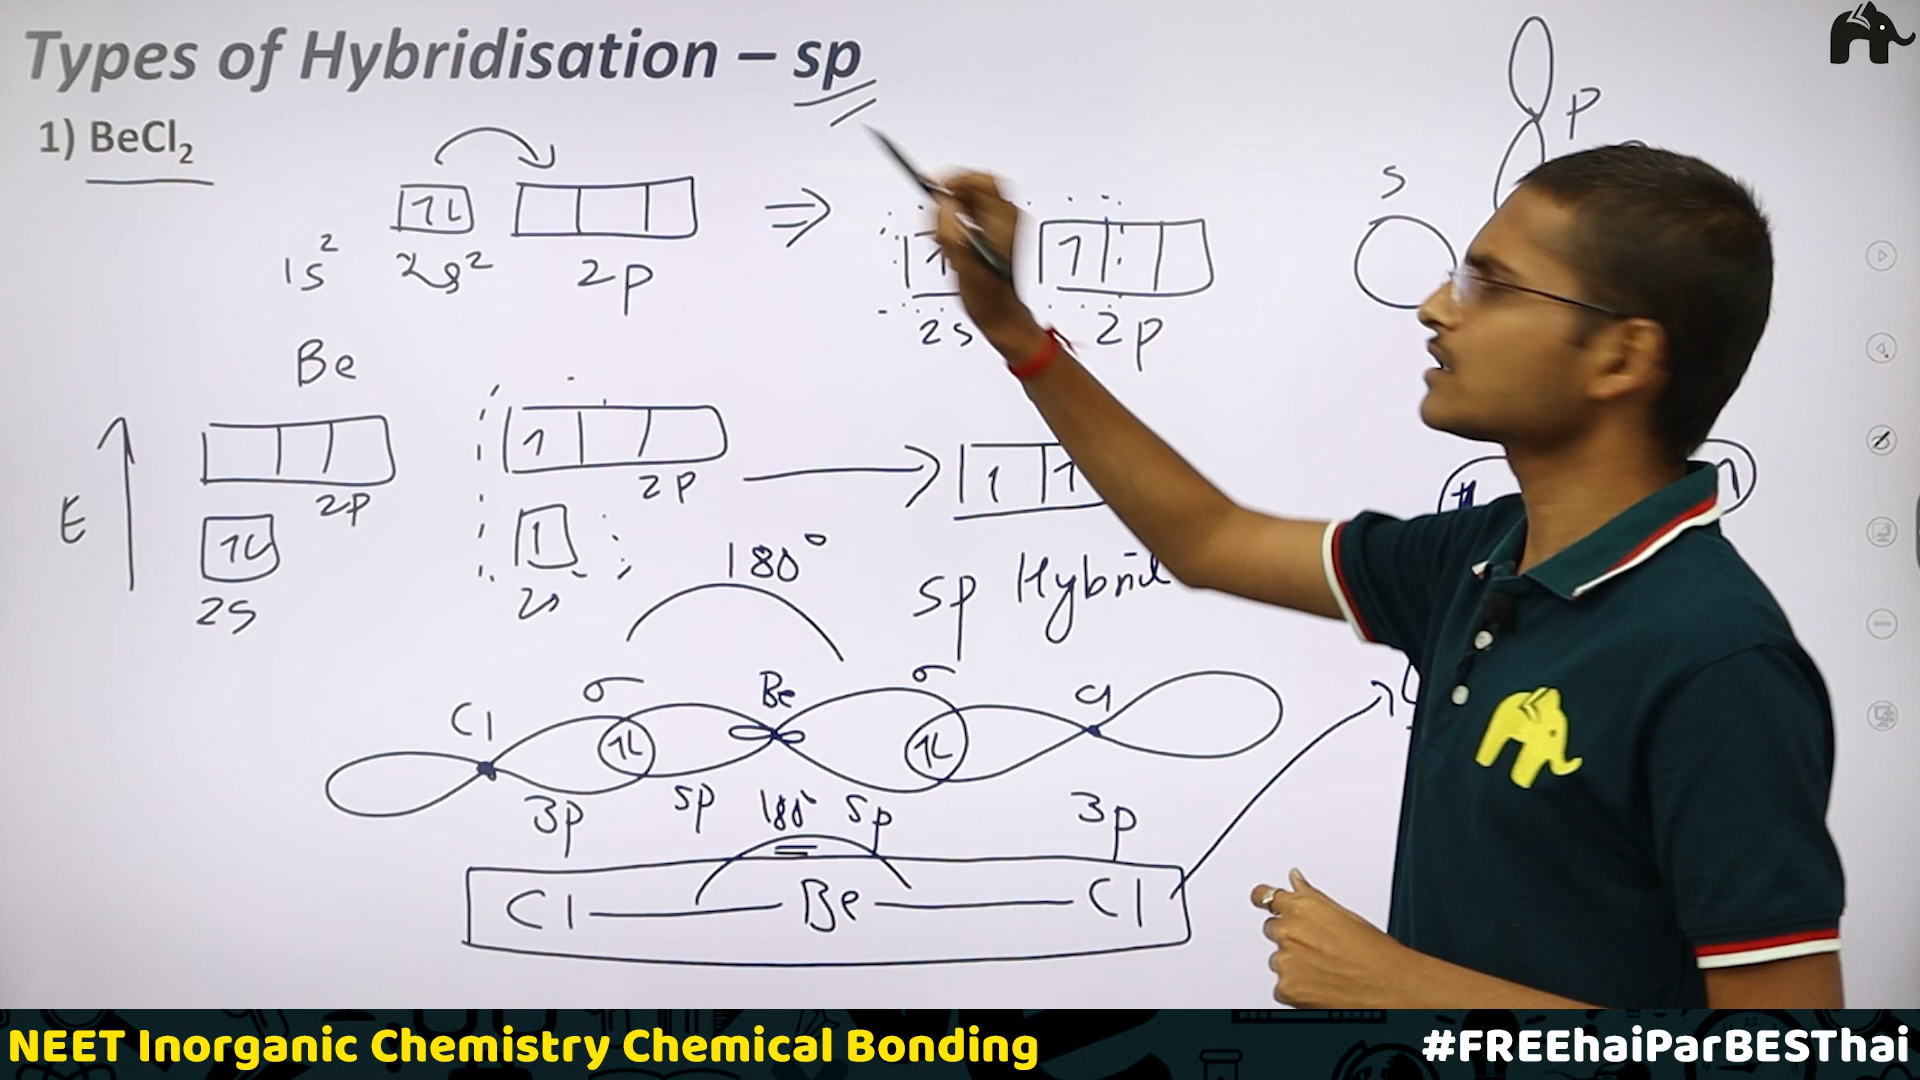 Types of Hybridisation – sp
1) BeCl₂
P
S
1s² 2s² 2p
2s 2p
Be
E
2p
2s
2p
2s
180°
sp Hybrid
Cl σ Be σ Cl
3p sp 180° sp 3p
Cl — Be — Cl
NEET Inorganic Chemistry Chemical Bonding
#FREEhaiParBESThai